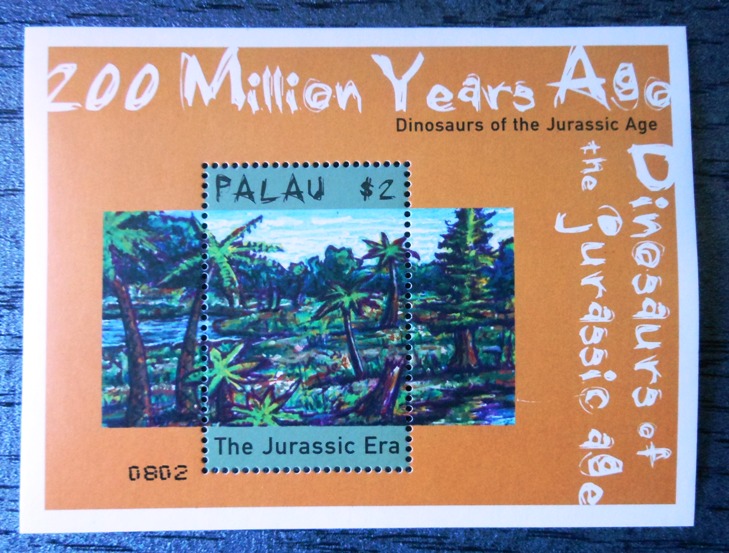 200 Million Years Ago
Dinosaurs of the Jurassic Age
Dinosaurs of
the Jurassic age
PALAU $2
The Jurassic Era
0802